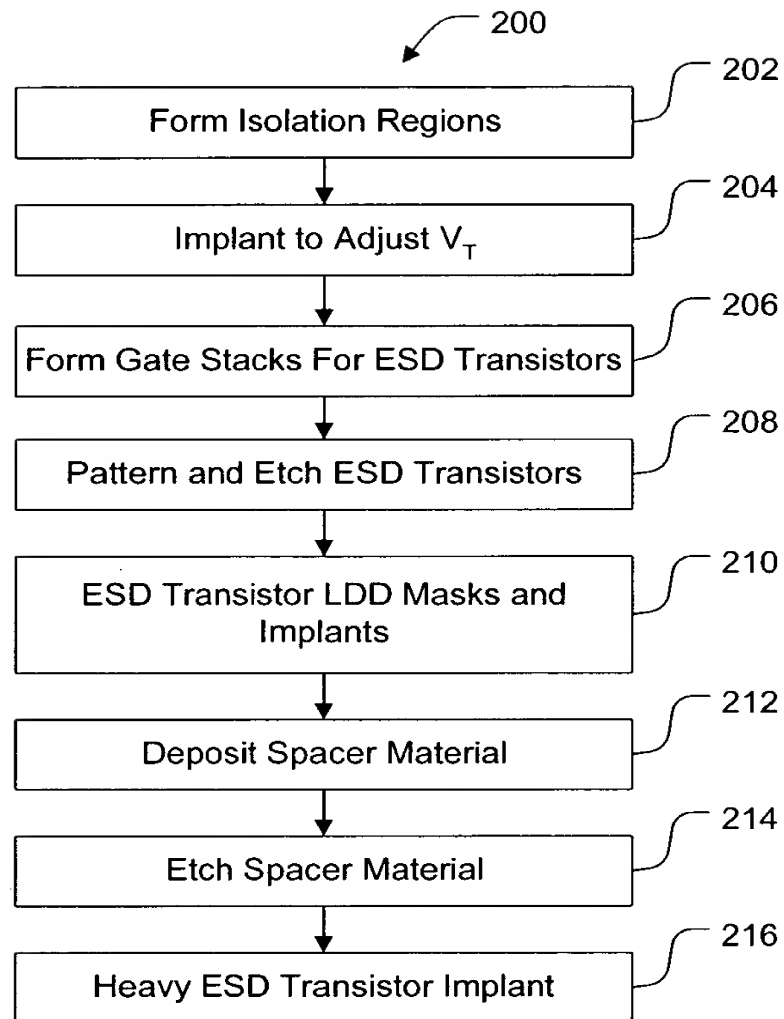 200
202
Form Isolation Regions
204
Implant to Adjust V_T
206
Form Gate Stacks For ESD Transistors
208
Pattern and Etch ESD Transistors
210
ESD Transistor LDD Masks and
Implants
212
Deposit Spacer Material
214
Etch Spacer Material
216
Heavy ESD Transistor Implant